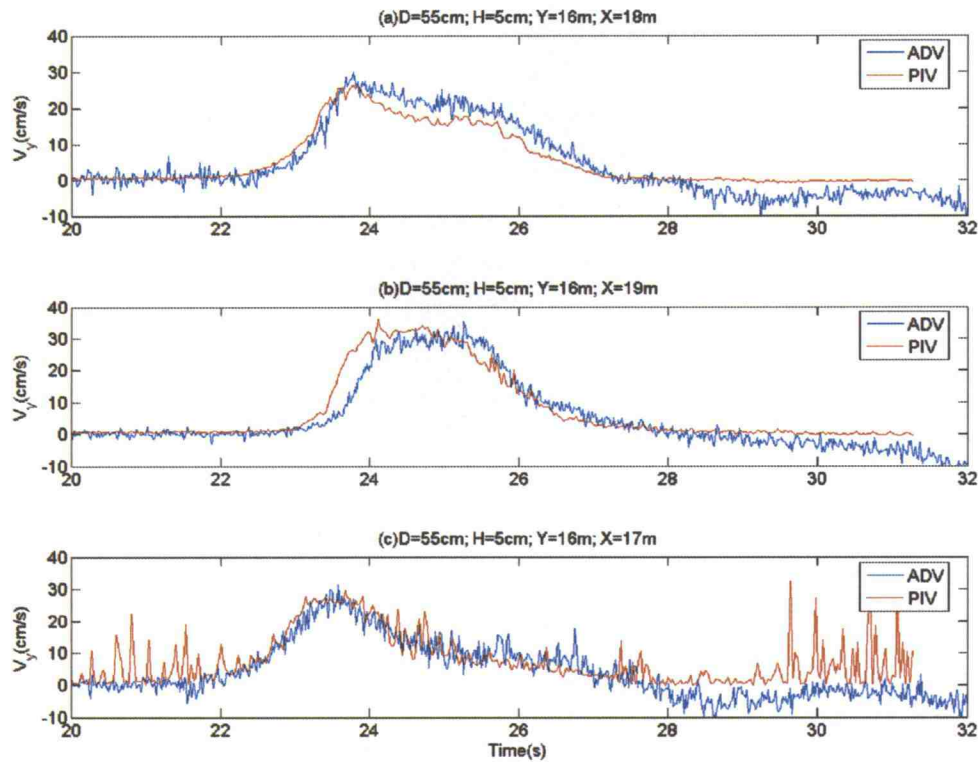 (a)D=55cm; H=5cm; Y=16m; X=18m
40
30
20
10
0
-10
V_y(cm/s)
ADV
PIV
20 22 24 26 28 30 32
(b)D=55cm; H=5cm; Y=16m; X=19m
40
30
20
10
0
-10
V_y(cm/s)
ADV
PIV
20 22 24 26 28 30 32
(c)D=55cm; H=5cm; Y=16m; X=17m
40
30
20
10
0
-10
V_y(cm/s)
ADV
PIV
20 22 24 26 28 30 32
Time(s)